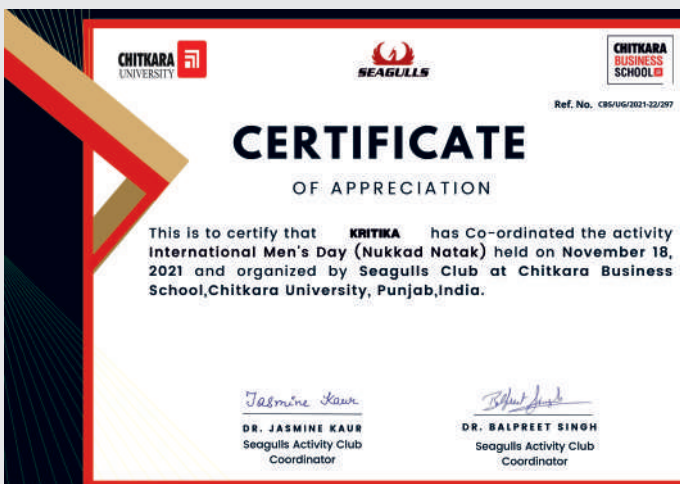 CHITKARA
UNIVERSITY
SEAGULLS
CHITKARA
BUSINESS
SCHOOL
Ref. No. CBS/UG/2021-22/297
CERTIFICATE
OF APPRECIATION
This is to certify that KRITIKA has Co-ordinated the activity
International Men's Day (Nukkad Natak) held on November 18,
2021 and organized by Seagulls Club at Chitkara Business
School,Chitkara University, Punjab,India.
Jasmine Kaur
Balpreet Singh
DR. JASMINE KAUR
Seagulls Activity Club
Coordinator
DR. BALPREET SINGH
Seagulls Activity Club
Coordinator